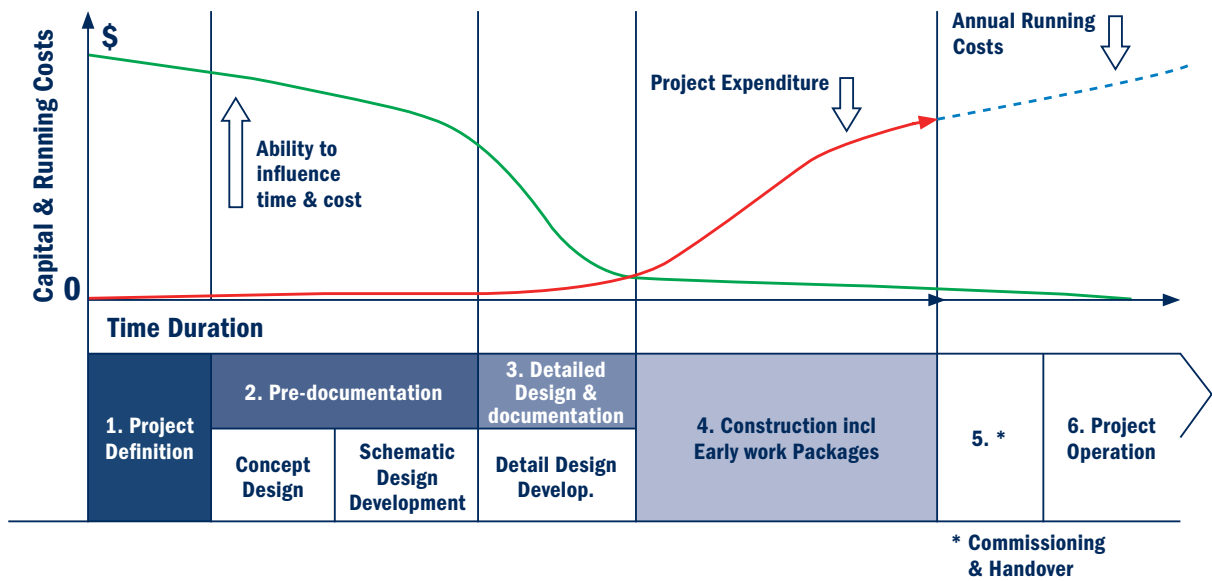 Capital & Running Costs
$
0
Ability to
influence
time & cost
Project Expenditure
Annual Running
Costs
Time Duration
1. Project
Definition
2. Pre-documentation
Concept
Design
Schematic
Design
Development
3. Detailed
Design &
documentation
Detail Design
Develop.
4. Construction incl
Early work Packages
5. *
6. Project
Operation
* Commissioning
& Handover